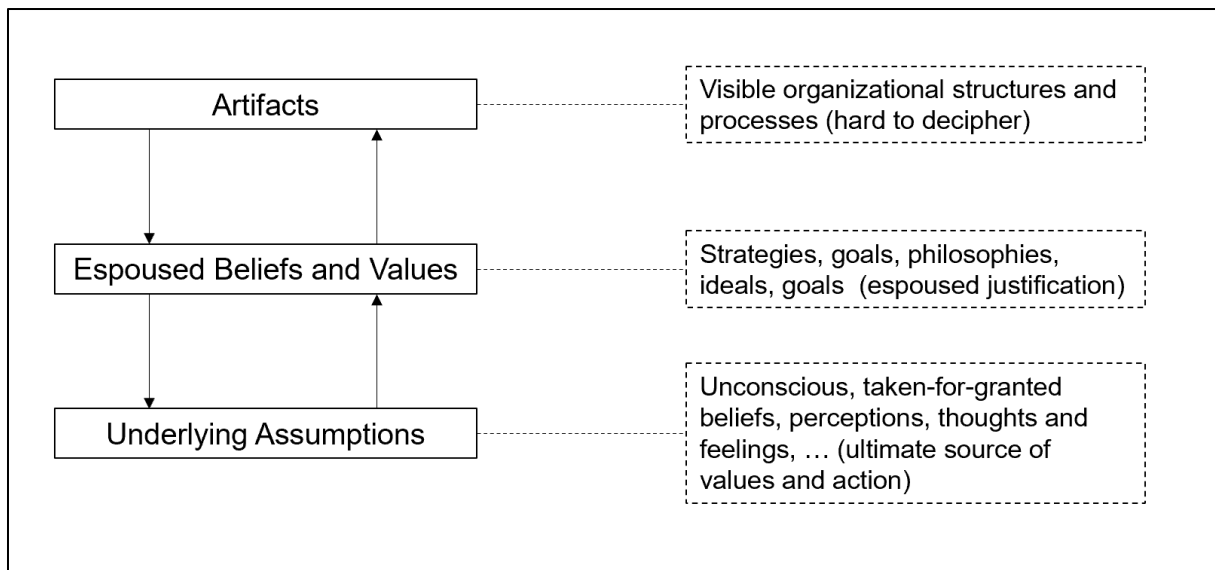 Artifacts
Visible organizational structures and
processes (hard to decipher)
Espoused Beliefs and Values
Strategies, goals, philosophies,
ideals, goals  (espoused justification)
Underlying Assumptions
Unconscious, taken-for-granted
beliefs, perceptions, thoughts and
feelings, … (ultimate source of
values and action)